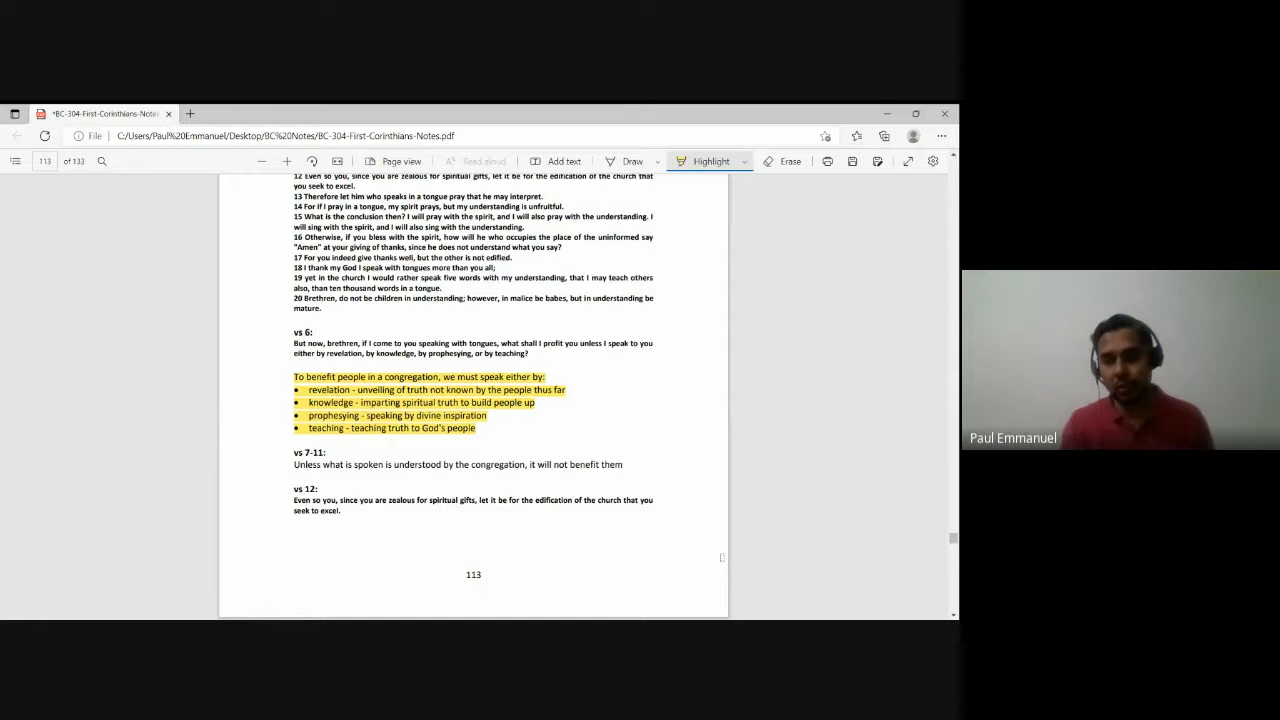 *BC-304-First-Corinthians-Notes
File
C:/Users/Paul%20Emmanuel/Desktop/BC%20Notes/BC-304-First-Corinthians-Notes.pdf
113 of 133
Page view
Read aloud
Add text
Draw
Highlight
Erase
12 Even so you, since you are zealous for spiritual gifts, let it be for the edification of the church that
you seek to excel.
13 Therefore let him who speaks in a tongue pray that he may interpret.
14 For if I pray in a tongue, my spirit prays, but my understanding is unfruitful.
15 What is the conclusion then? I will pray with the spirit, and I will also pray with the understanding. I
will sing with the spirit, and I will also sing with the understanding.
16 Otherwise, if you bless with the spirit, how will he who occupies the place of the uninformed say
"Amen" at your giving of thanks, since he does not understand what you say?
17 For you indeed give thanks well, but the other is not edified.
18 I thank my God I speak with tongues more than you all;
19 yet in the church I would rather speak five words with my understanding, that I may teach others
also, than ten thousand words in a tongue.
20 Brethren, do not be children in understanding; however, in malice be babes, but in understanding be
mature.
vs 6:
But now, brethren, if I come to you speaking with tongues, what shall I profit you unless I speak to you
either by revelation, by knowledge, by prophesying, or by teaching?
To benefit people in a congregation, we must speak either by:
• revelation - unveiling of truth not known by the people thus far
• knowledge - imparting spiritual truth to build people up
• prophesying - speaking by divine inspiration
• teaching - teaching truth to God's people
vs 7-11:
Unless what is spoken is understood by the congregation, it will not benefit them
vs 12:
Even so you, since you are zealous for spiritual gifts, let it be for the edification of the church that you
seek to excel.
113
Paul Emmanuel